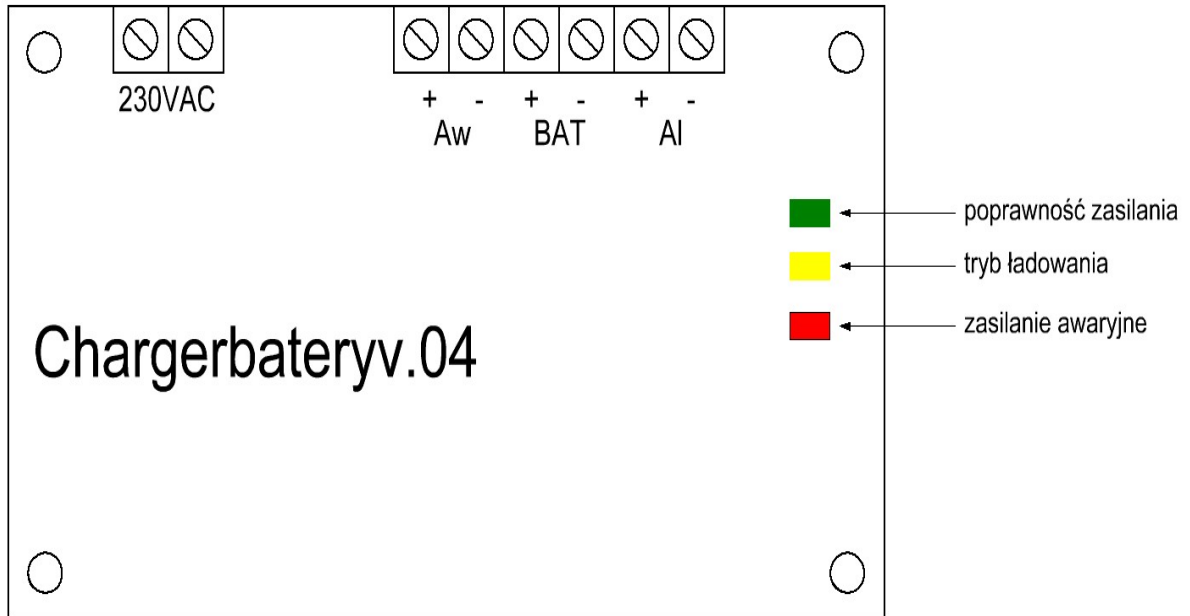 230VAC
+ - + - + -
Aw BAT Al
poprawność zasilania
tryb ładowania
zasilanie awaryjne
Chargerbateryv.04